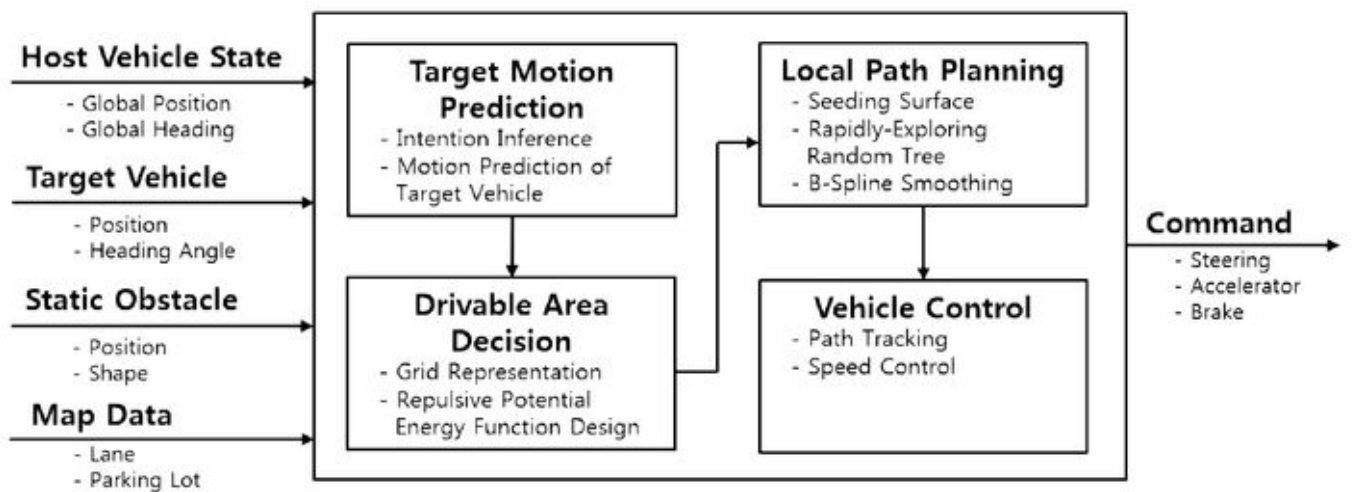 Host Vehicle State
- Global Position
- Global Heading
Target Vehicle
- Position
- Heading Angle
Static Obstacle
- Position
- Shape
Map Data
- Lane
- Parking Lot
Target Motion
Prediction
- Intention Inference
- Motion Prediction of
Target Vehicle
Drivable Area
Decision
- Grid Representation
- Repulsive Potential
Energy Function Design
Local Path Planning
- Seeding Surface
- Rapidly-Exploring
Random Tree
- B-Spline Smoothing
Vehicle Control
- Path Tracking
- Speed Control
Command
- Steering
- Accelerator
- Brake